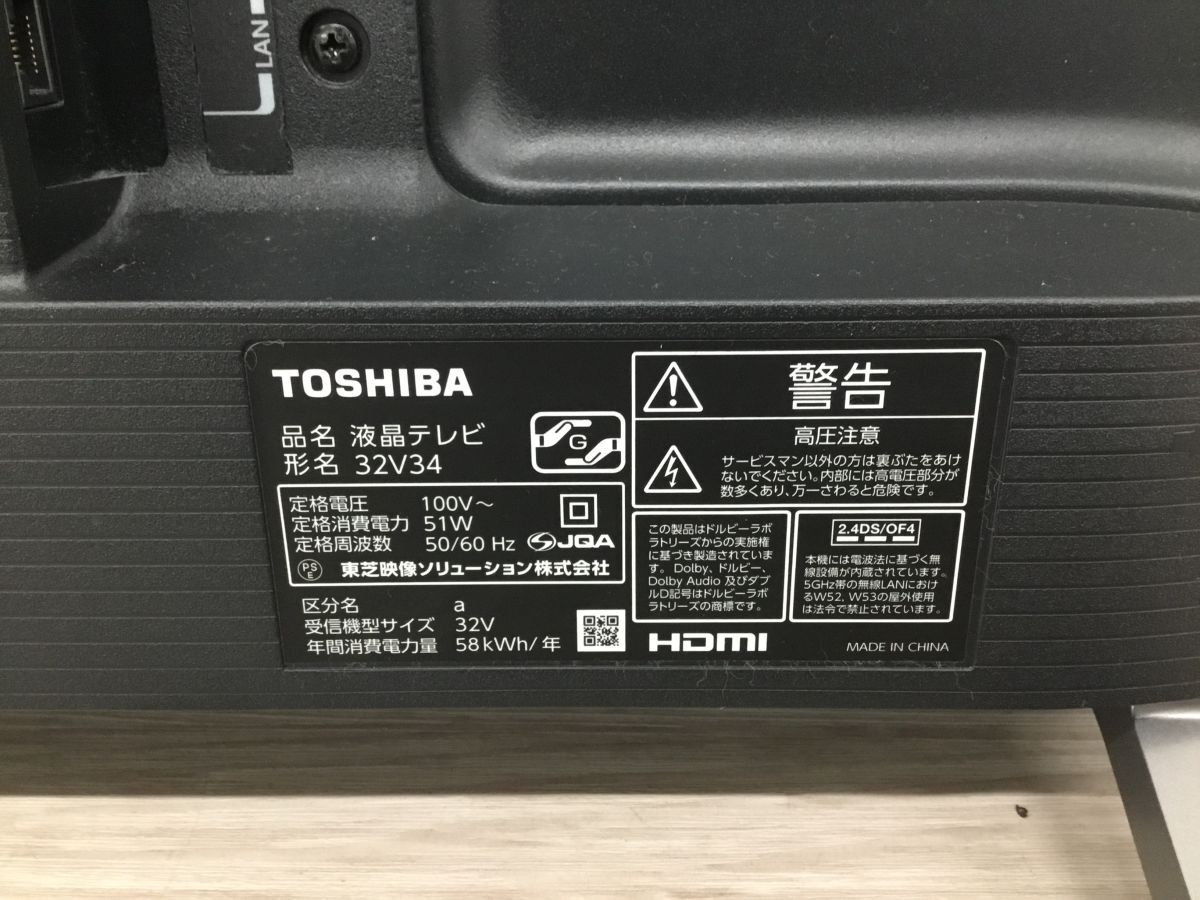 LAN
TOSHIBA
品名 液晶テレビ
形名 32V34
G
定格電圧 100V～
定格消費電力 51W
定格周波数 50/60 Hz
JQA
PS
E
東芝映像ソリューション株式会社
区分名 a
受信機型サイズ 32V
年間消費電力量 58kWh/年
警告
高圧注意
サービスマン以外の方は裏ぶたをあけ
ないでください。内部には高電圧部分が
数多くあり、万一さわると危険です。
この製品はドルビーラボ
ラトリーズからの実施権
に基づき製造されていま
す。Dolby、ドルビー、
Dolby Audio 及びダブ
ルD記号はドルビーラボ
ラトリーズの商標です。
2.4DS/OF4
本機には電波法に基づく無
線設備が内蔵されています。
5GHz帯の無線LANにおけ
るW52, W53の屋外使用
は法令で禁止されています。
HDMI
MADE IN CHINA